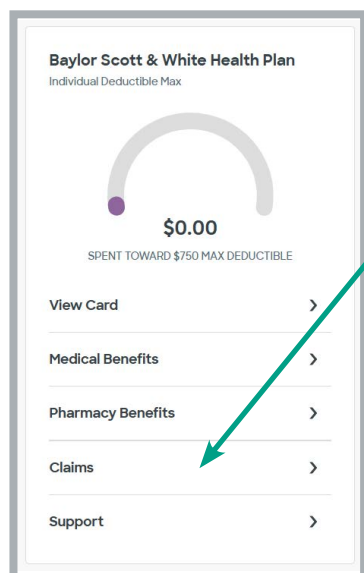 Baylor Scott & White Health Plan
Individual Deductible Max
$0.00
SPENT TOWARD $750 MAX DEDUCTIBLE
View Card
Medical Benefits
Pharmacy Benefits
Claims
Support